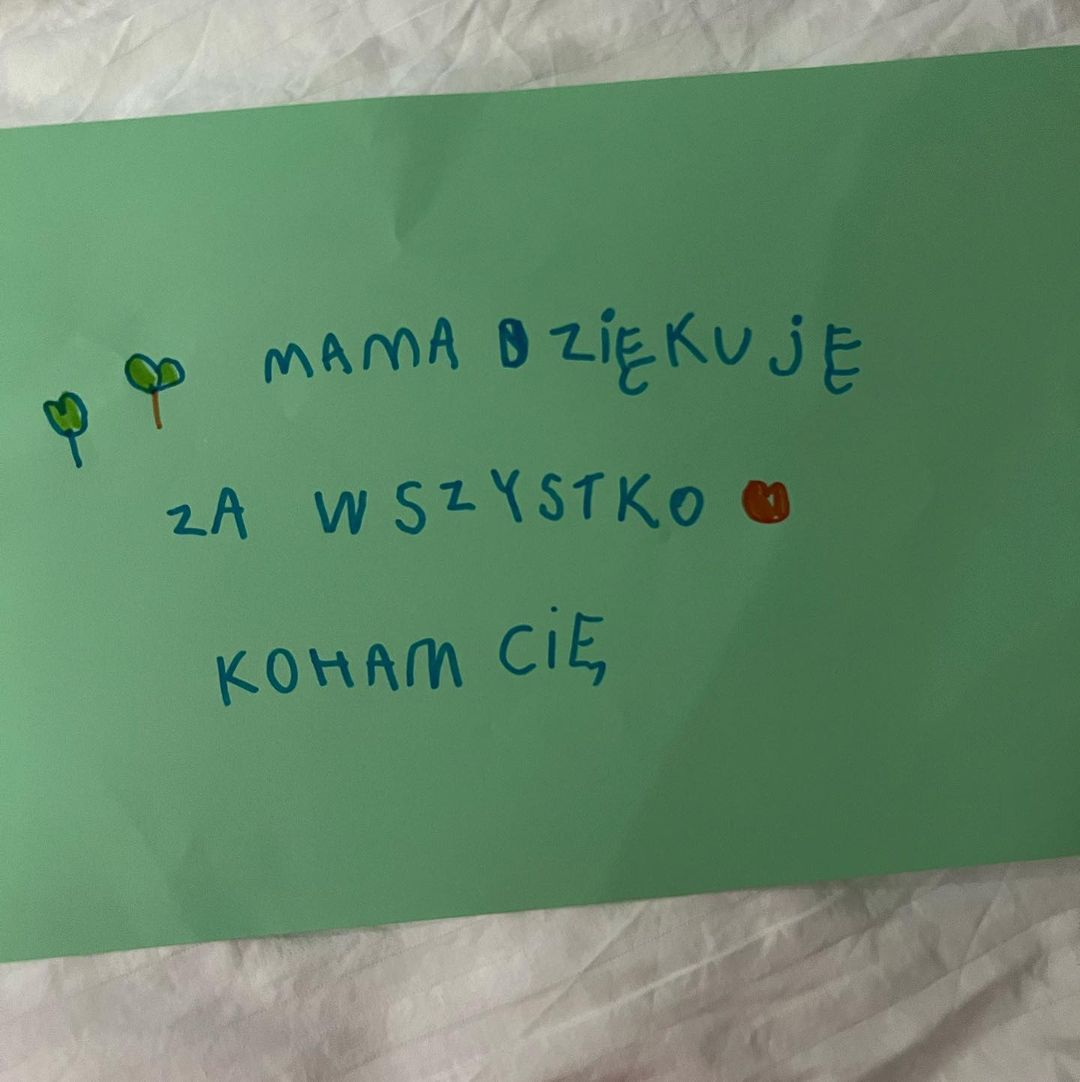 MAMA DZIĘKUJĘ
ZA WSZYSTKO
KOHAM CIĘ